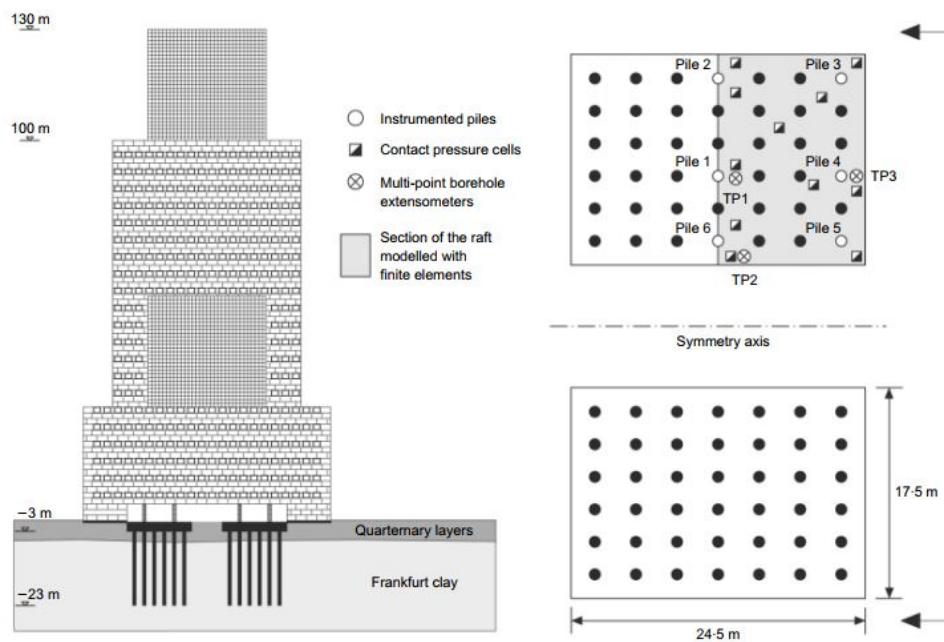 130 m
100 m
−3 m
−23 m
Quarternary layers
Frankfurt clay
Instrumented piles
Contact pressure cells
Multi-point borehole
extensometers
Section of the raft
modelled with
finite elements
Pile 2
Pile 3
Pile 1
Pile 4
TP1
TP3
Pile 6
Pile 5
TP2
Symmetry axis
17·5 m
24·5 m